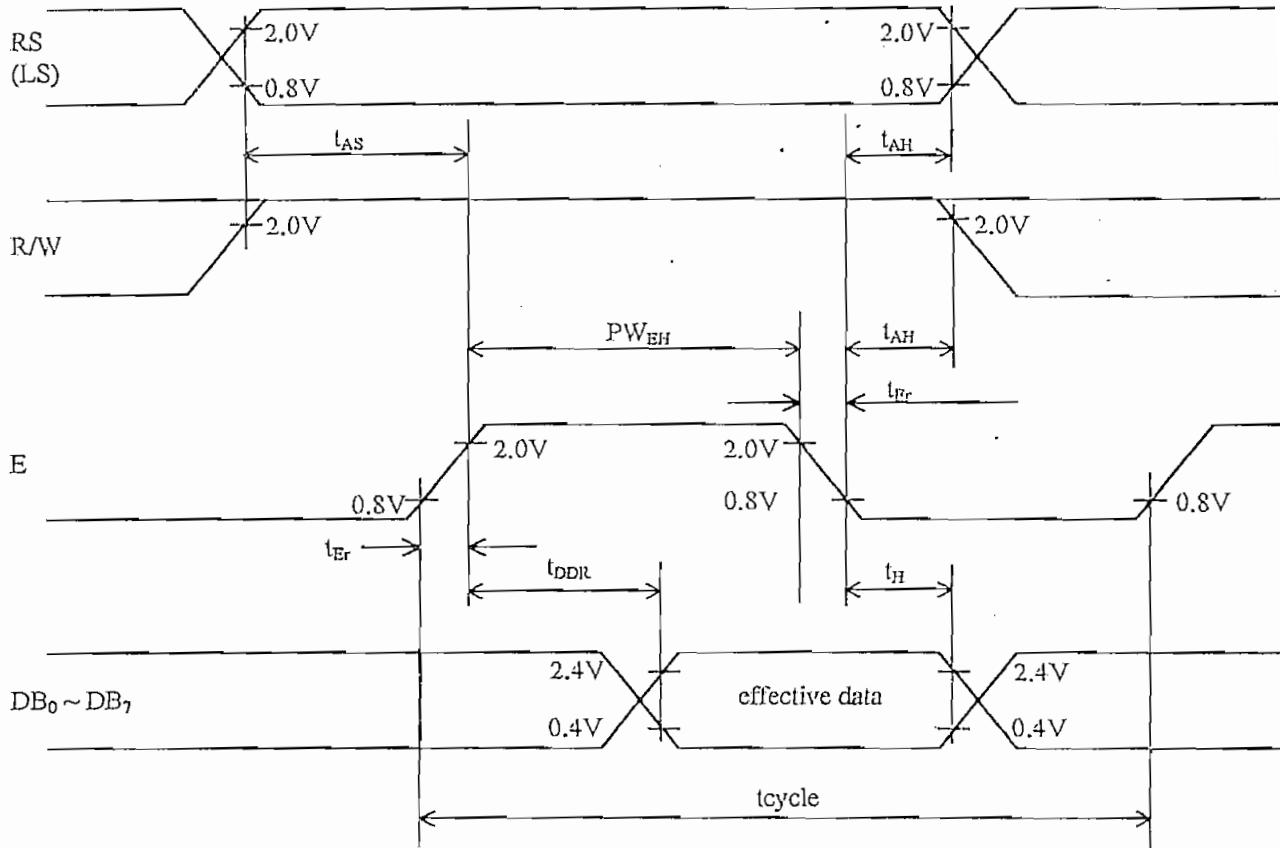 RS
(LS)
2.0V
2.0V
0.8V
0.8V
tAS
tAH
R/W
2.0V
2.0V
PWEH
tAH
tEr
E
2.0V
2.0V
0.8V
0.8V
0.8V
tEr
tDDR
tH
DB0 ~ DB7
2.4V
effective data
2.4V
0.4V
0.4V
tcycle